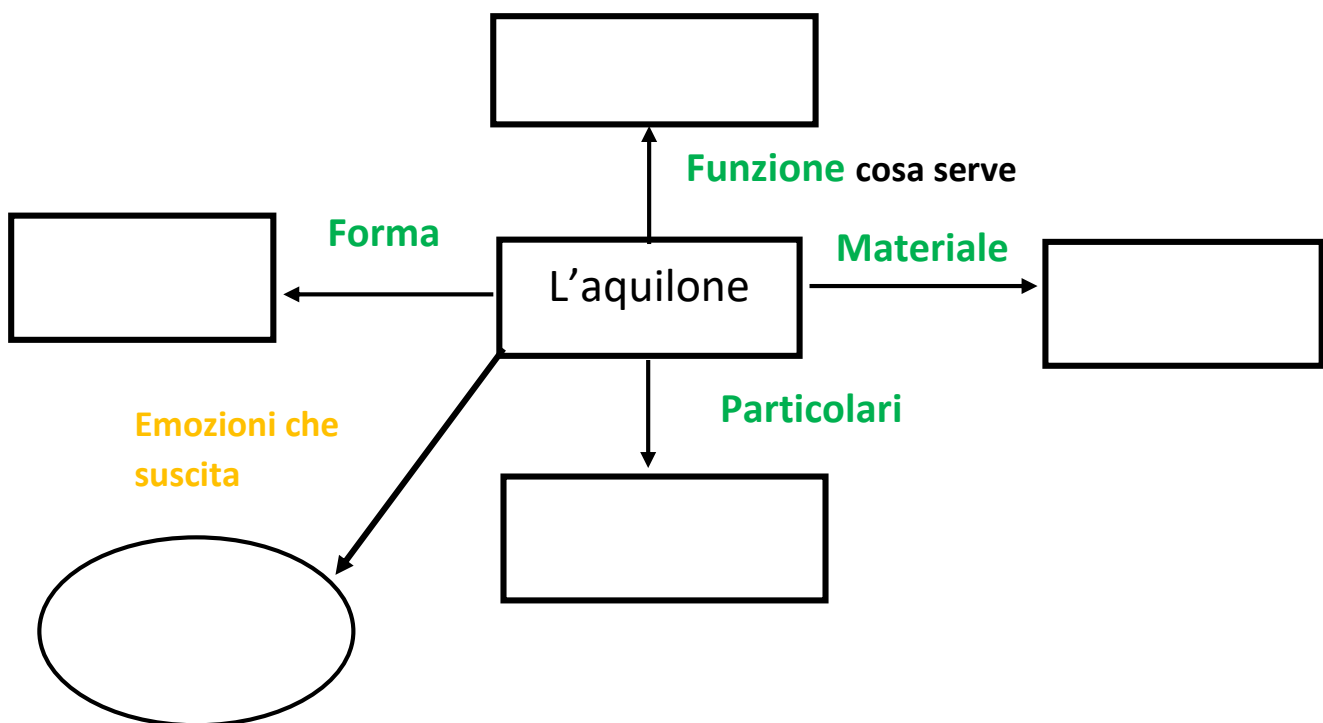 Funzione cosa serve
Forma
Materiale
L’aquilone
Particolari
Emozioni che
suscita